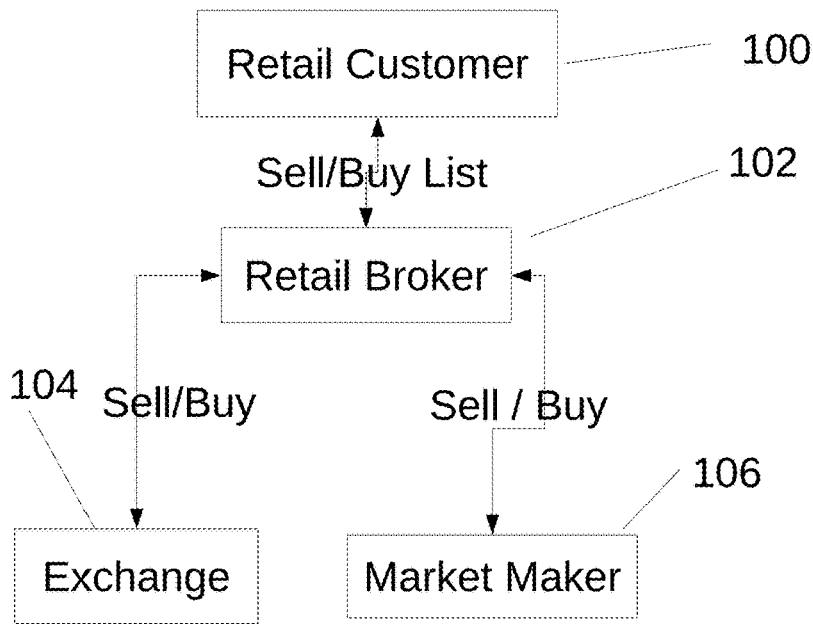 Retail Customer
100
Sell/Buy List
102
Retail Broker
104
Sell/Buy
Sell / Buy
106
Exchange
Market Maker